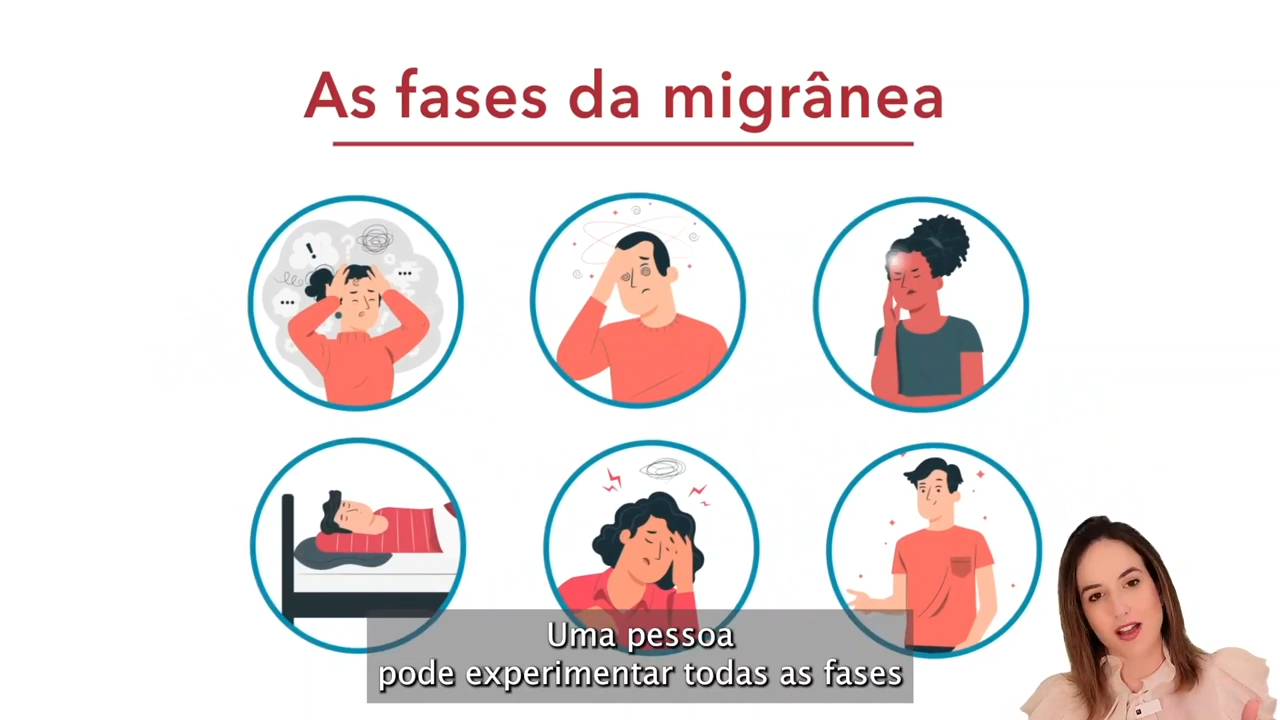 As fases da migrânea
Uma pessoa
pode experimentar todas as fases